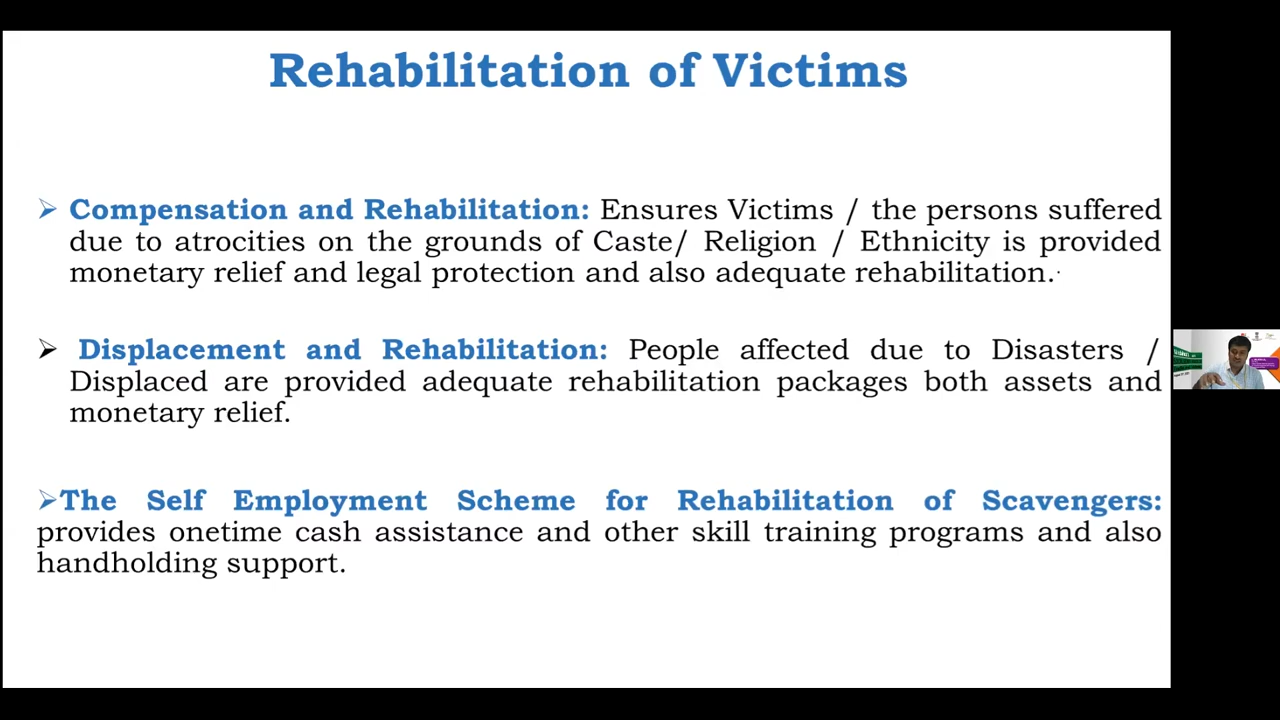 Rehabilitation of Victims
➢ Compensation and Rehabilitation: Ensures Victims / the persons suffered
due to atrocities on the grounds of Caste/ Religion / Ethnicity is provided
monetary relief and legal protection and also adequate rehabilitation.
➢ Displacement and Rehabilitation: People affected due to Disasters /
Displaced are provided adequate rehabilitation packages both assets and
monetary relief.
➢The Self Employment Scheme for Rehabilitation of Scavengers:
provides onetime cash assistance and other skill training programs and also
handholding support.